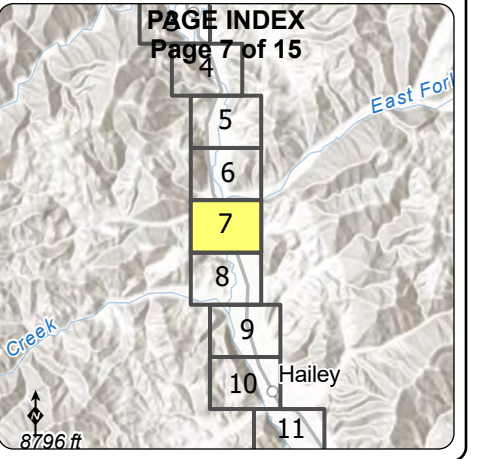 PAGE INDEX
3
Page 7 of 15
4
East Fork
5
6
7
8
9
Creek
10
Hailey
11
N
8796 ft